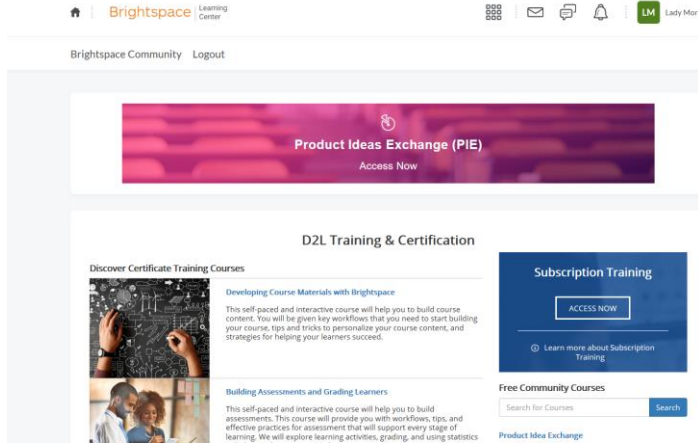 Brightspace Learning
Center
LM Lady Mor
Brightspace Community Logout
Product Ideas Exchange (PIE)
Access Now
D2L Training & Certification
Discover Certificate Training Courses
Developing Course Materials with Brightspace
This self-paced and interactive course will help you to build course
content. You will be given key workflows that you need to start building
your course, tips and tricks to personalize your course content, and
strategies for helping your learners succeed.
Building Assessments and Grading Learners
This self-paced and interactive course will help you to build
assessments. This course will provide you with workflows, tips, and
effective practices for assessment that will support every stage of
learning. We will explore learning activities, grading, and using statistics
Subscription Training
ACCESS NOW
Learn more about Subscription
Training
Free Community Courses
Search for Courses Search
Product Idea Exchange